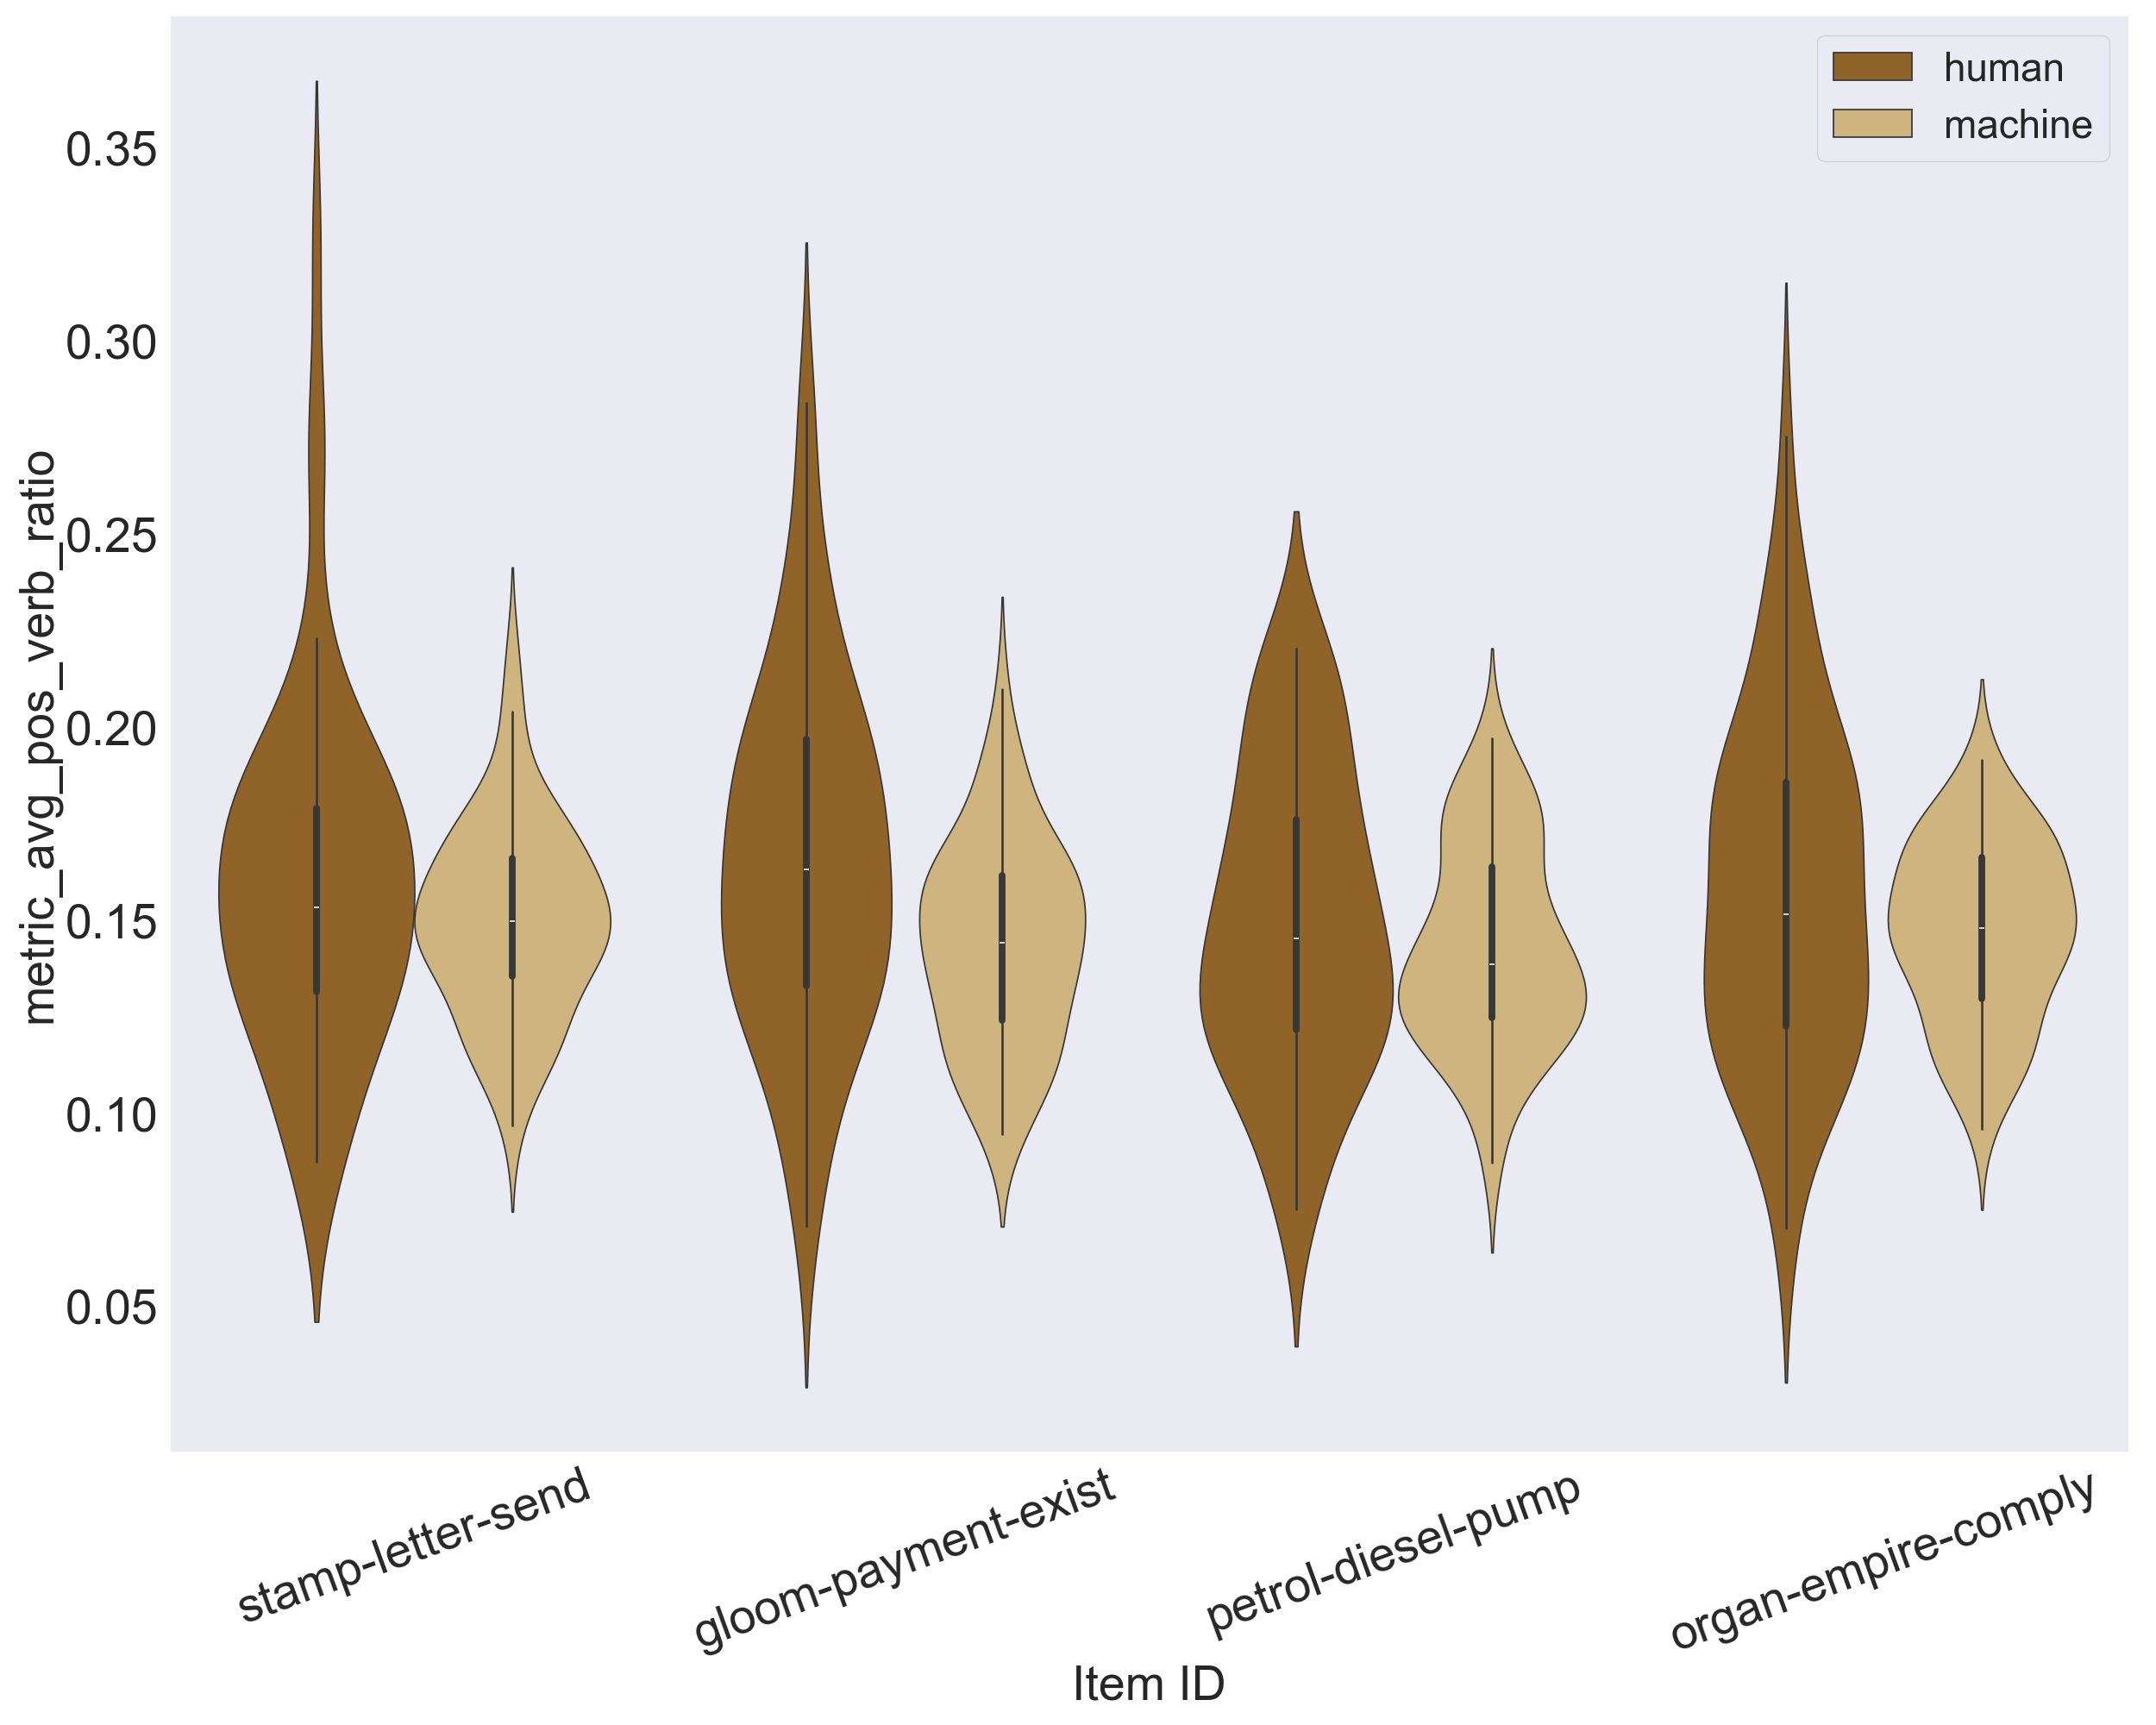 human
machine
metric_avg_pos_verb_ratio
0.35
0.30
0.25
0.20
0.15
0.10
0.05
stamp-letter-send
gloom-payment-exist
petrol-diesel-pump
organ-empire-comply
Item ID